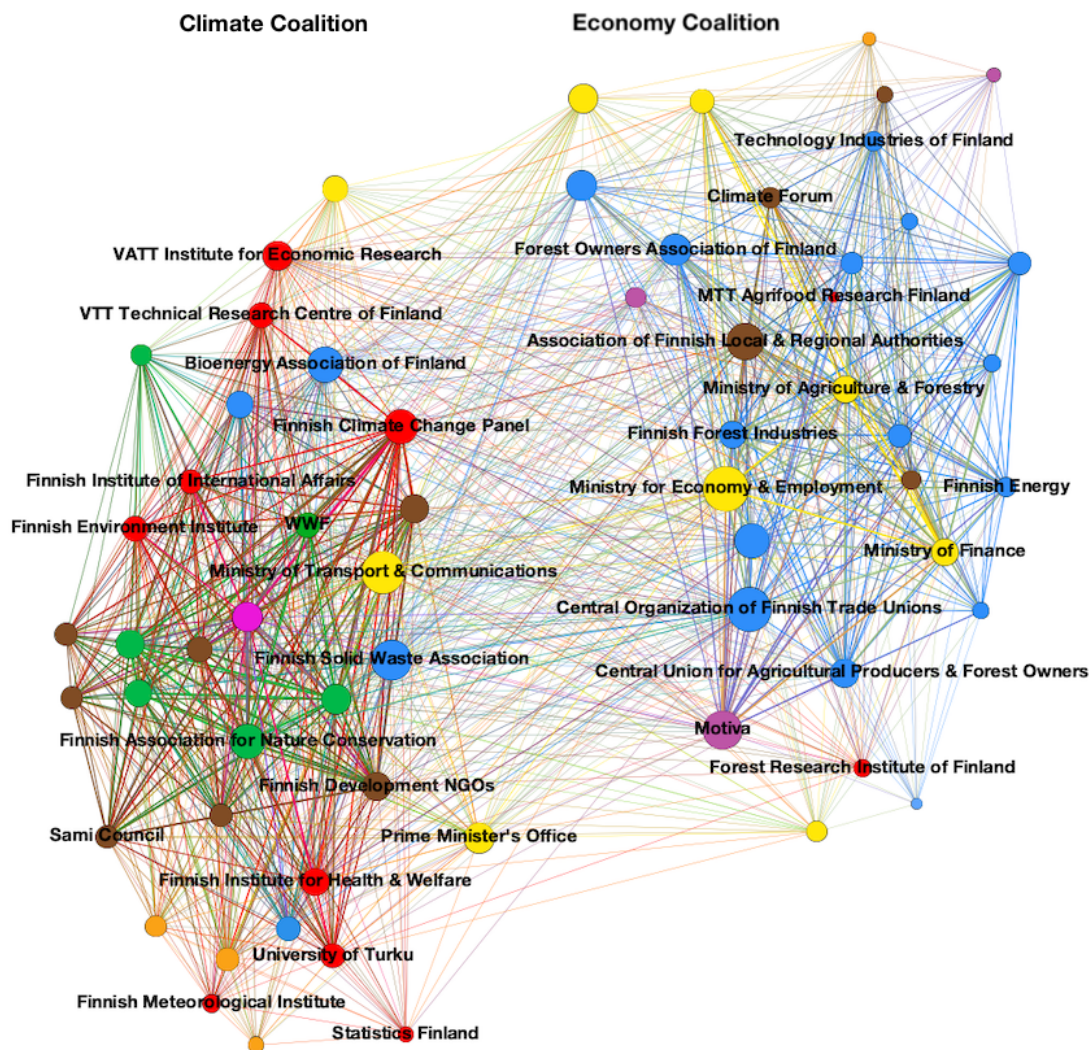 Climate Coalition
Economy Coalition
Technology Industries of Finland
Climate Forum
Forest Owners Association of Finland
VATT Institute for Economic Research
MTT Agrifood Research Finland
VTT Technical Research Centre of Finland
Association of Finnish Local & Regional Authorities
Bioenergy Association of Finland
Ministry of Agriculture & Forestry
Finnish Climate Change Panel
Finnish Forest Industries
Finnish Institute of International Affairs
Ministry for Economy & Employment
Finnish Energy
Finnish Environment Institute
WWF
Ministry of Finance
Ministry of Transport & Communications
Central Organization of Finnish Trade Unions
Finnish Solid Waste Association
Central Union for Agricultural Producers & Forest Owners
Motiva
Finnish Association for Nature Conservation
Forest Research Institute of Finland
Finnish Development NGOs
Sami Council
Prime Minister's Office
Finnish Institute for Health & Welfare
University of Turku
Finnish Meteorological Institute
Statistics Finland